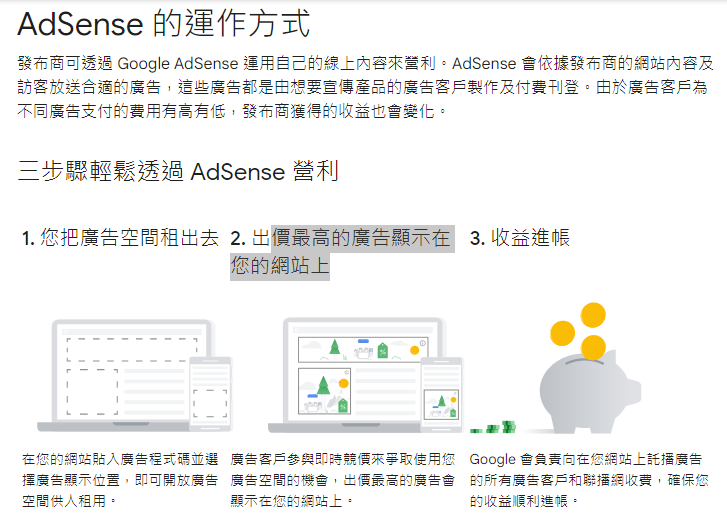 AdSense 的運作方式
發布商可透過 Google AdSense 運用自己的線上內容來營利。AdSense 會依據發布商的網站內容及
訪客放送合適的廣告，這些廣告都是由想要宣傳產品的廣告客戶製作及付費刊登。由於廣告客戶為
不同廣告支付的費用有高有低，發布商獲得的收益也會變化。
三步驟輕鬆透過 AdSense 營利
1. 您把廣告空間租出去
2. 出價最高的廣告顯示在
您的網站上
3. 收益進帳
在您的網站貼入廣告程式碼並選
擇廣告顯示位置，即可開放廣告
空間供人租用。
廣告客戶參與即時競價來爭取使用您
廣告空間的機會，出價最高的廣告會
顯示在您的網站上。
Google 會負責向在您網站上託播廣告
的所有廣告客戶和聯播網收費，確保您
的收益順利進帳。